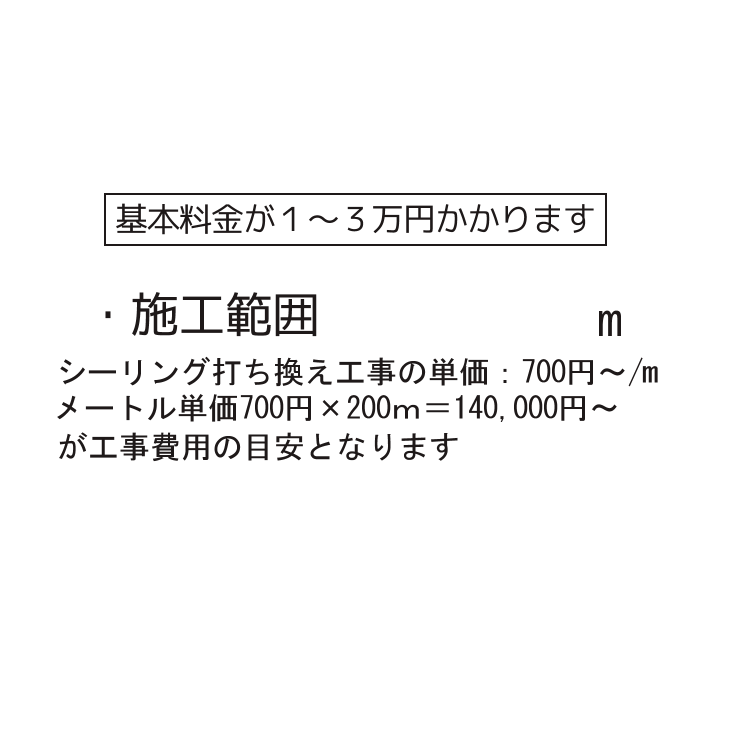 基本料金が１～３万円かかります
・施工範囲　　　　　　m
シーリング打ち換え工事の単価：700円～/m
メートル単価700円×200ｍ＝140,000円～
が工事費用の目安となります